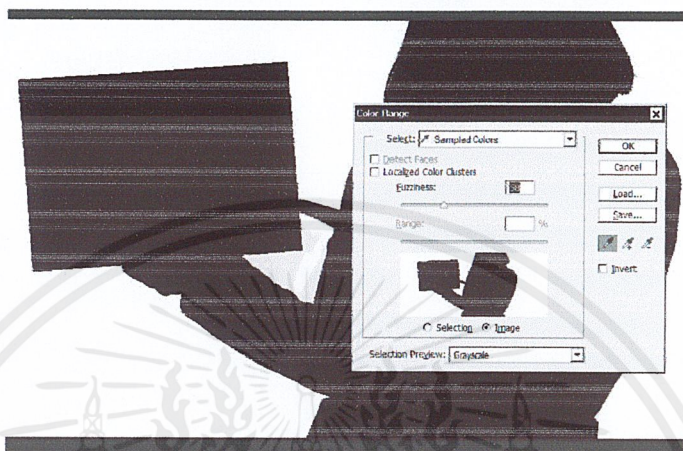 Color Range
Select: Sampled Colors
Detect Faces
Localized Color Clusters
Fuzziness:
Range: %
Selection Image
Selection Preview: Grayscale
OK
Cancel
Load...
Save...
Invert